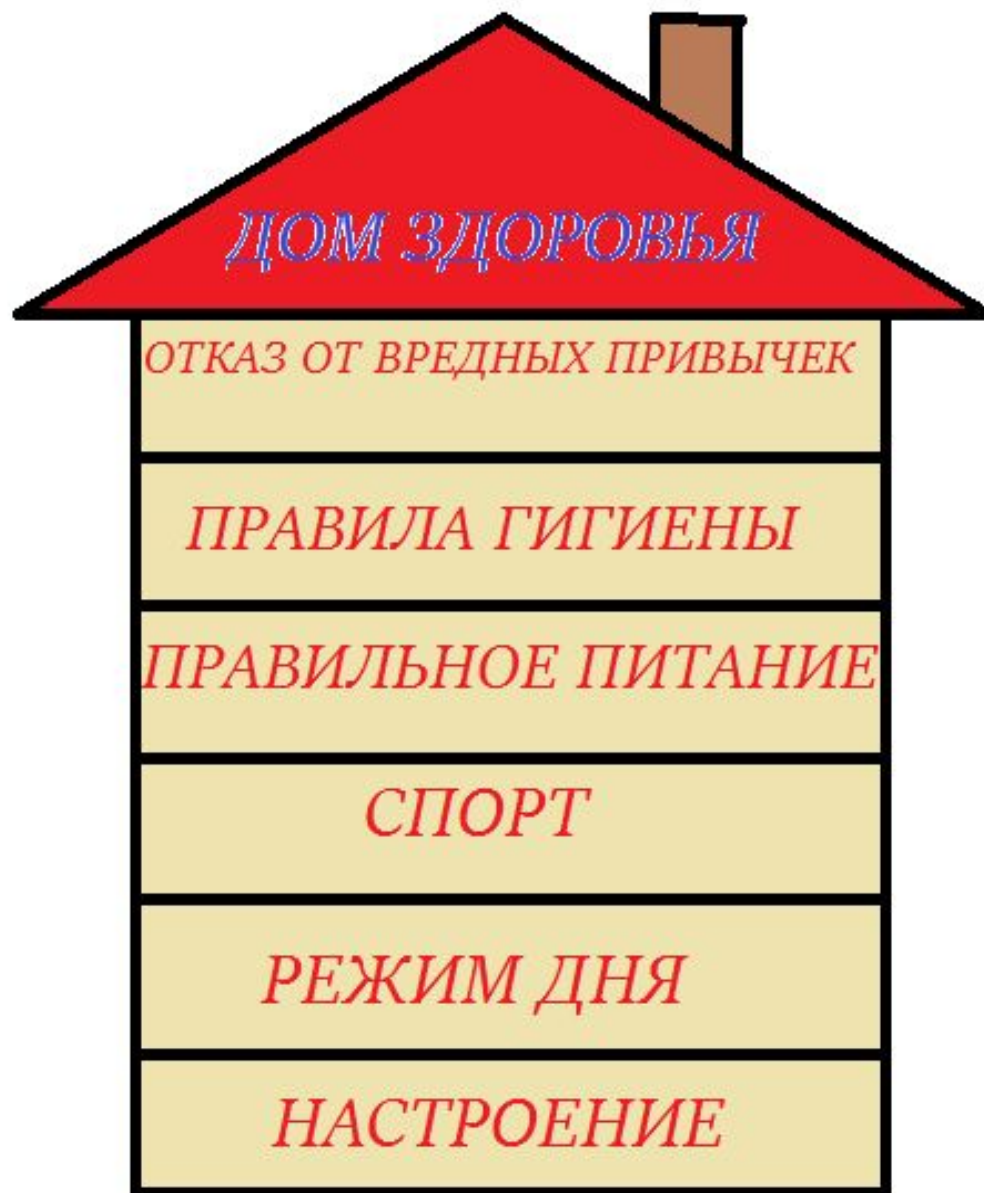 ДОМ ЗДОРОВЬЯ
ОТКАЗ ОТ ВРЕДНЫХ ПРИВЫЧЕК
ПРАВИЛА ГИГИЕНЫ
ПРАВИЛЬНОЕ ПИТАНИЕ
СПОРТ
РЕЖИМ ДНЯ
НАСТРОЕНИЕ